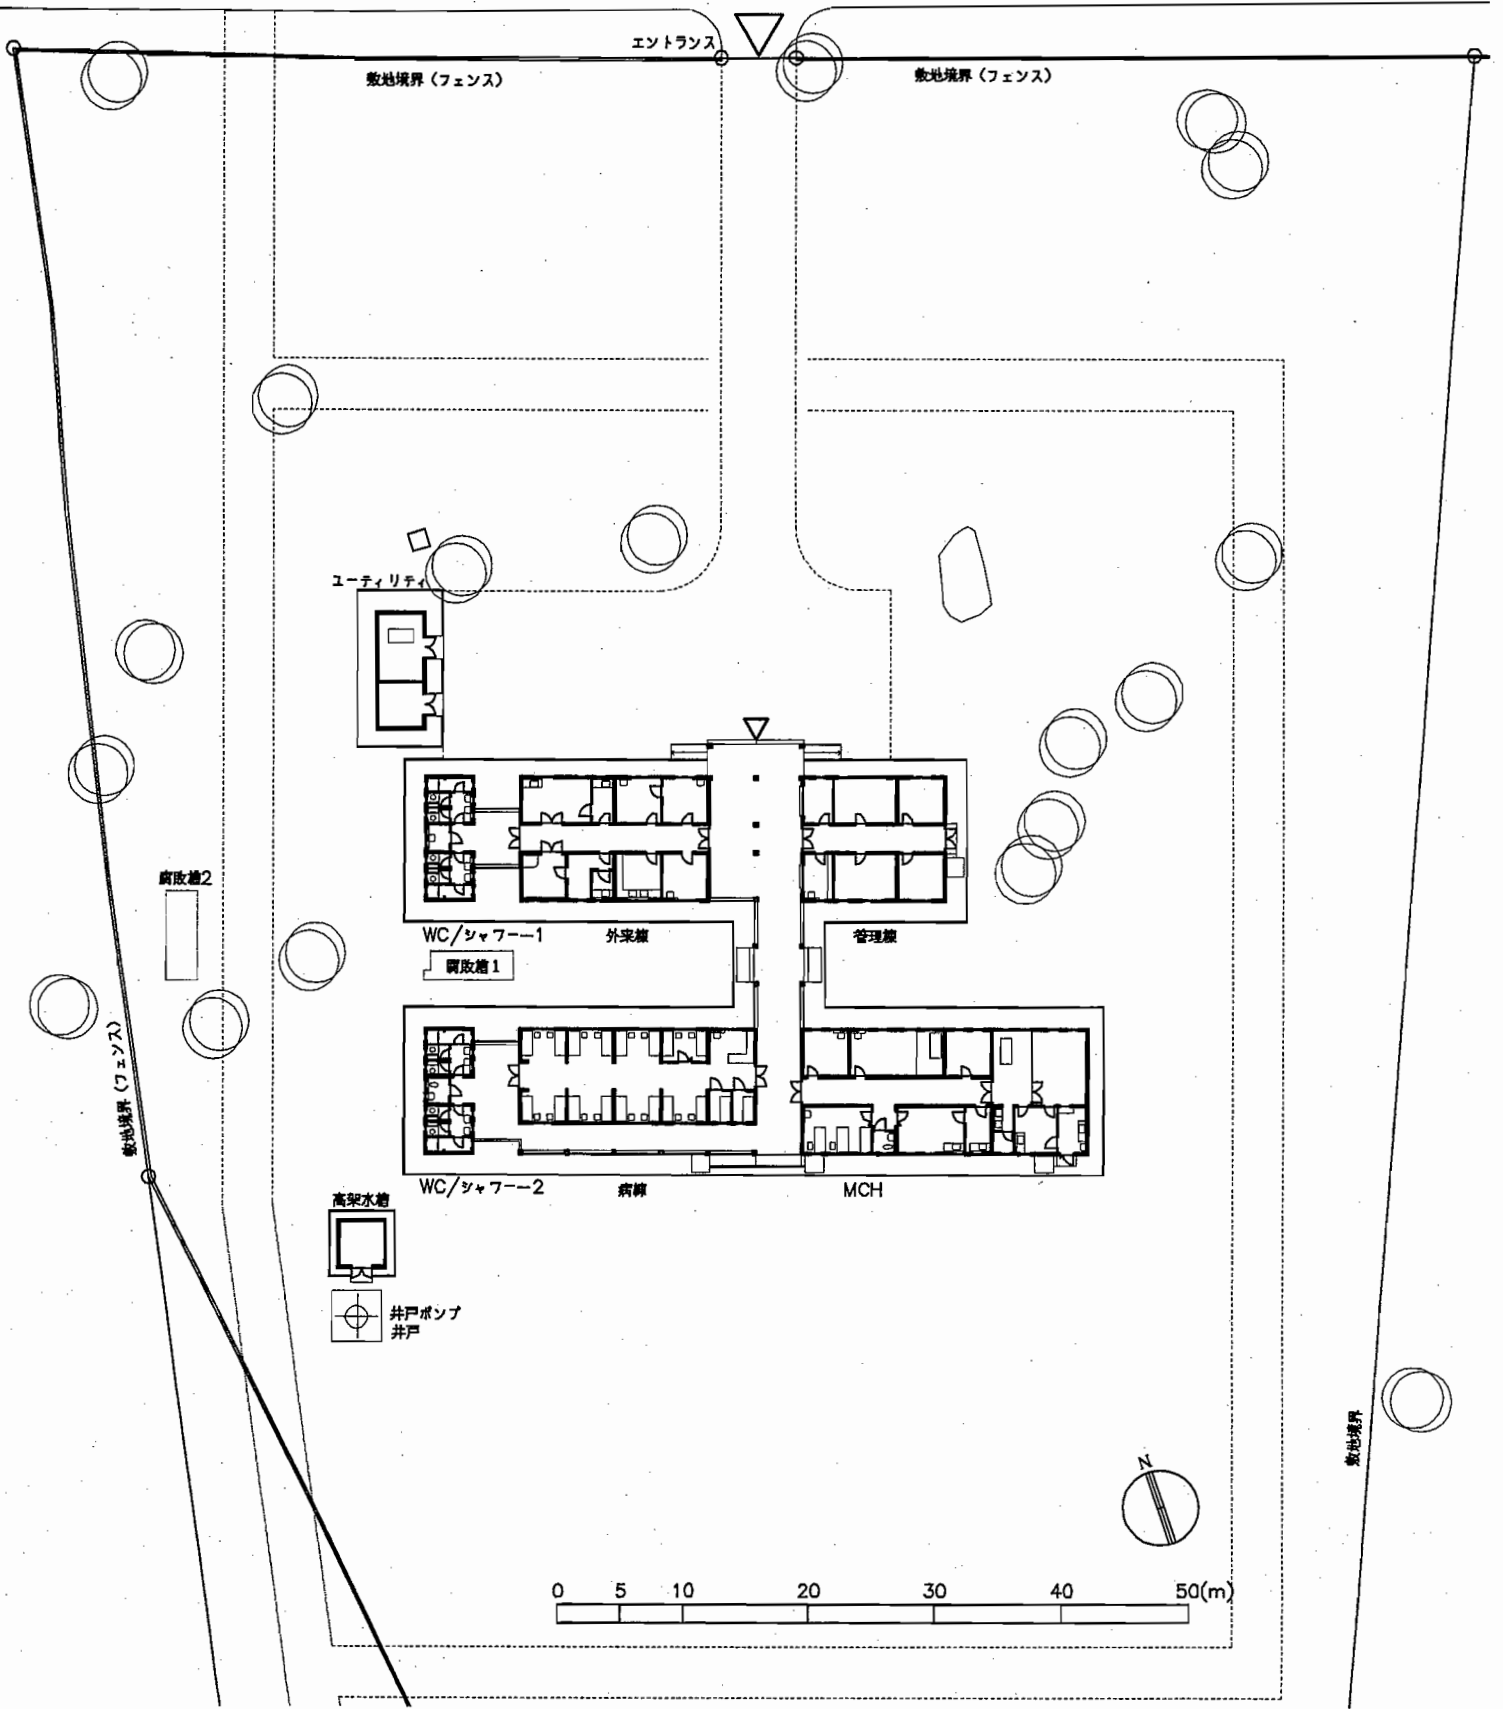 エントランス
敷地境界（フェンス）
敷地境界（フェンス）
ユーティリティ
腐敗槽2
WC/シャワー－1
外来棟
管理棟
腐敗槽1
敷地境界（フェンス）
WC/シャワー－2
病棟
MCH
高架水槽
井戸ポンプ
井戸
敷地境界
N
0 5 10 20 30 40 50(m)